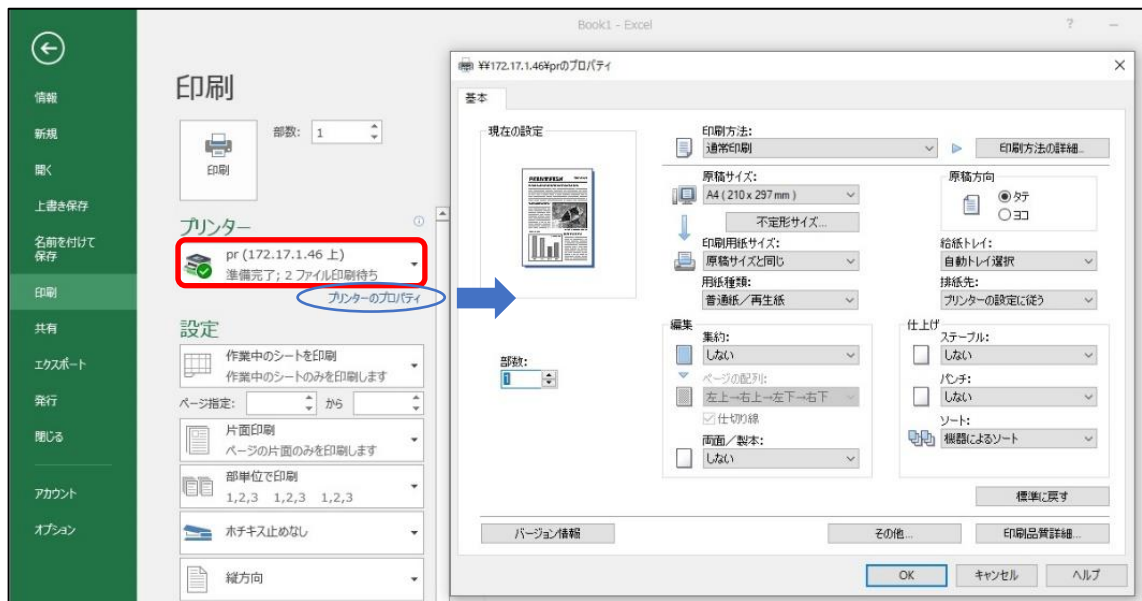 Book1 - Excel
?
情報
新規
開く
上書き保存
名前を付けて
保存
印刷
共有
エクスポート
発行
閉じる
アカウント
オプション
印刷
印刷
部数: 1
プリンター
pr (172.17.1.46 上)
準備完了; 2 ファイル印刷待ち
プリンターのプロパティ
設定
作業中のシートを印刷
作業中のシートのみを印刷します
ページ指定: から
片面印刷
ページの片面のみを印刷します
部単位で印刷
1,2,3 1,2,3 1,2,3
ホチキス止めなし
縦方向
¥¥172.17.1.46¥prのプロパティ
基本
現在の設定
部数:
1
印刷方法:
通常印刷
印刷方法の詳細...
原稿サイズ:
A4 ( 210 x 297 mm )
不定形サイズ...
印刷用紙サイズ:
原稿サイズと同じ
用紙種類:
普通紙/再生紙
原稿方向
タテ
ヨコ
給紙トレイ:
自動トレイ選択
排紙先:
プリンターの設定に従う
編集
集約:
しない
ページの配列:
左上→右上→左下→右下
仕切り線
両面/製本:
しない
仕上げ
ステープル:
しない
パンチ:
しない
ソート:
機器によるソート
標準に戻す
バージョン情報
その他...
印刷品質詳細...
OK
キャンセル
ヘルプ